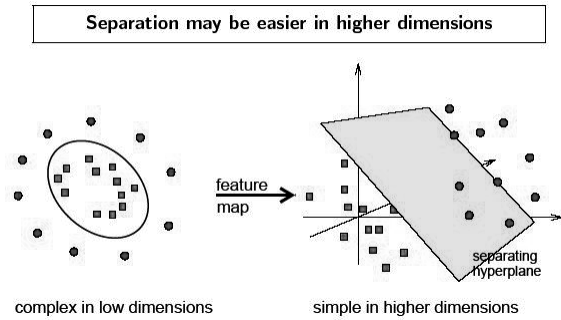 Separation may be easier in higher dimensions
feature
map
separating
hyperplane
complex in low dimensions
simple in higher dimensions